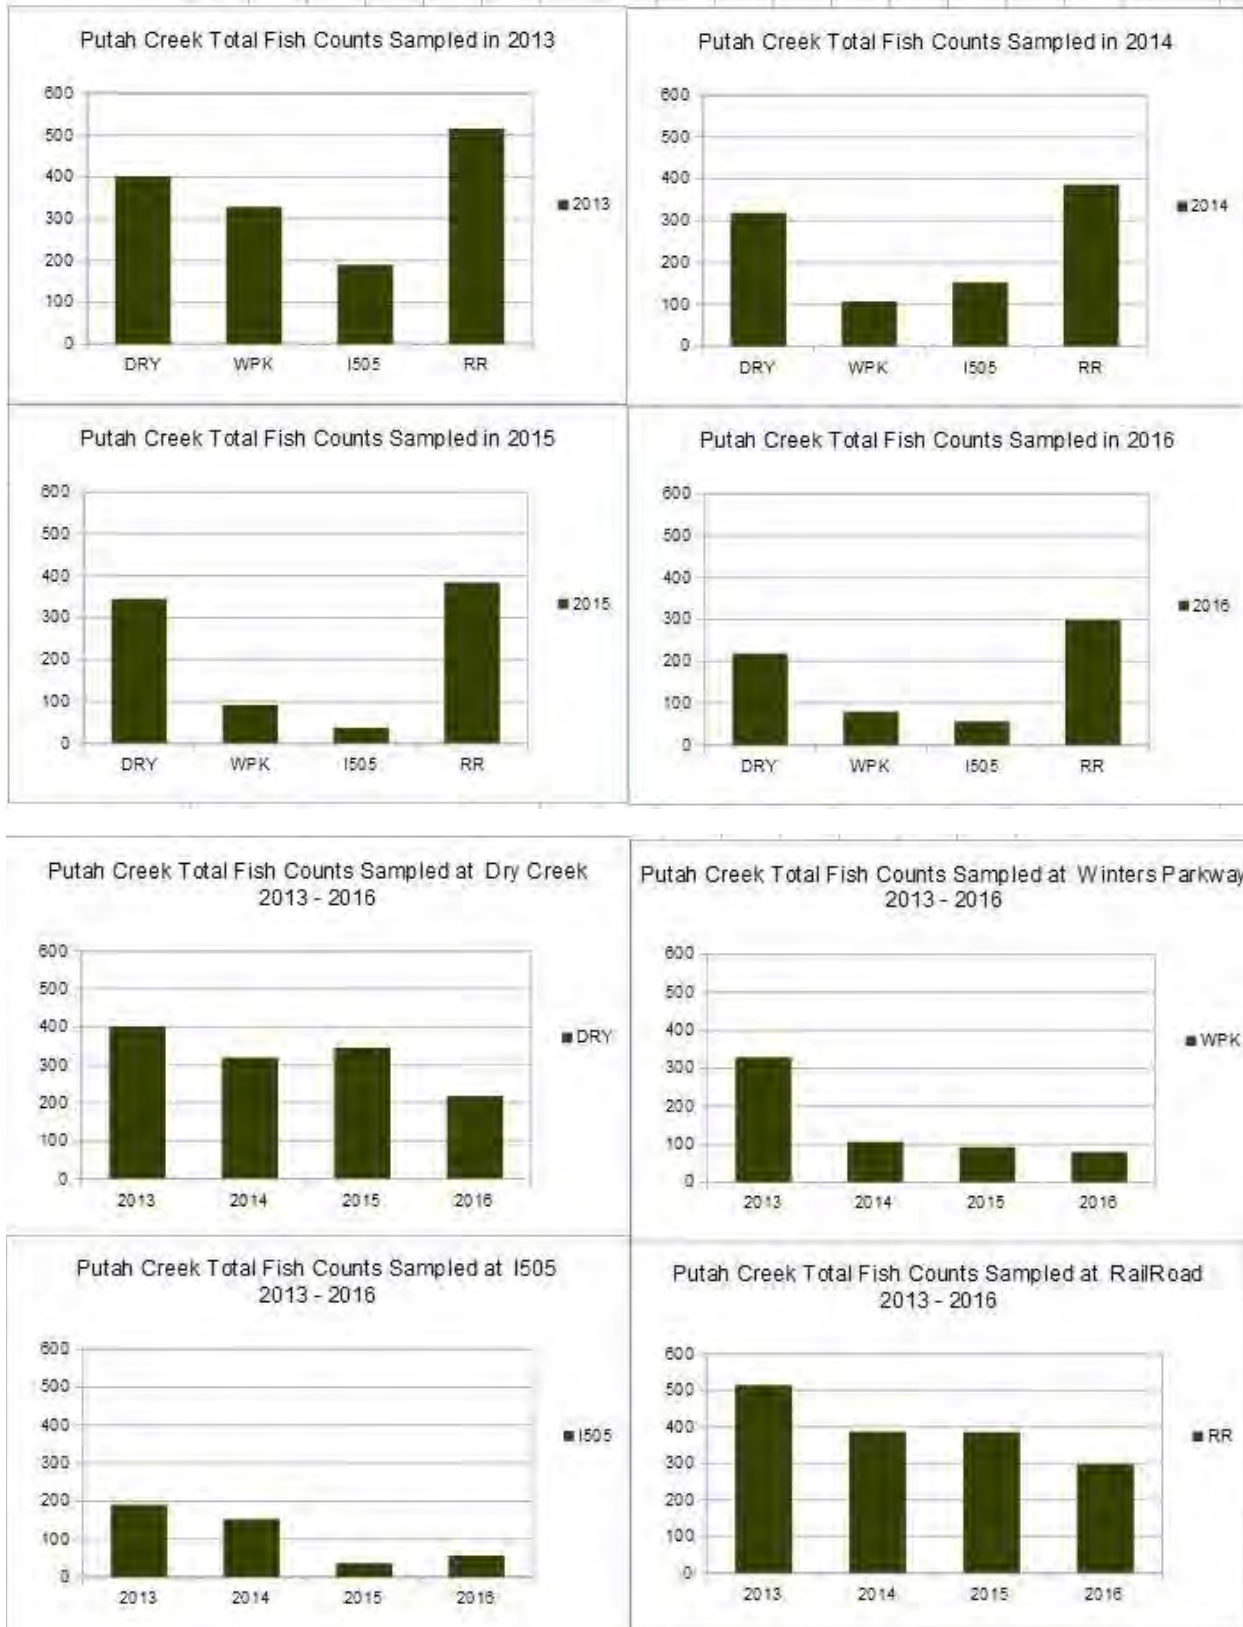 Putah Creek Total Fish Counts Sampled in 2013
600
500
400
300
200
100
0
DRY WPK I505 RR
2013
Putah Creek Total Fish Counts Sampled in 2014
600
500
400
300
200
100
0
DRY WPK I505 RR
2014
Putah Creek Total Fish Counts Sampled in 2015
600
500
400
300
200
100
0
DRY WPK I505 RR
2015
Putah Creek Total Fish Counts Sampled in 2016
600
500
400
300
200
100
0
DRY WPK I505 RR
2016
Putah Creek Total Fish Counts Sampled at Dry Creek
2013 - 2016
600
500
400
300
200
100
0
2013 2014 2015 2016
DRY
Putah Creek Total Fish Counts Sampled at Winters Parkway
2013 - 2016
600
500
400
300
200
100
0
2013 2014 2015 2016
WPK
Putah Creek Total Fish Counts Sampled at I505
2013 - 2016
600
500
400
300
200
100
0
2013 2014 2015 2016
I505
Putah Creek Total Fish Counts Sampled at RailRoad
2013 - 2016
600
500
400
300
200
100
0
2013 2014 2015 2016
RR